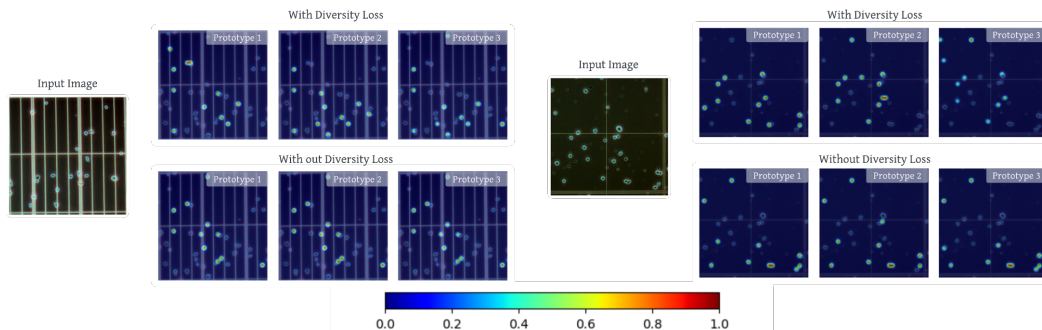 With Diversity Loss
Prototype 1
Prototype 2
Prototype 3
Input Image
With out Diversity Loss
Prototype 1
Prototype 2
Prototype 3
With Diversity Loss
Prototype 1
Prototype 2
Prototype 3
Input Image
Without Diversity Loss
Prototype 1
Prototype 2
Prototype 3
0.0 0.2 0.4 0.6 0.8 1.0